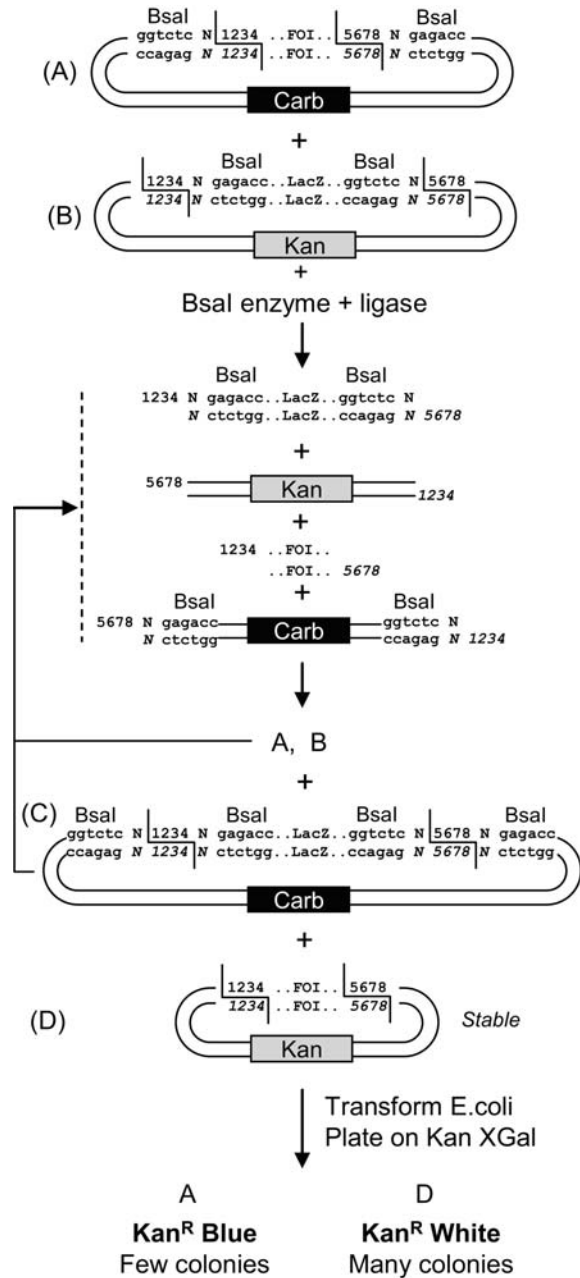 BsaI BsaI
ggtctc N 1234 ..FOI.. 5678 N gagacc
ccagag N 1234 ..FOI.. 5678 N ctctgg
(A)
Carb
+
BsaI BsaI
1234 N gagacc..LacZ..ggtctc N 5678
1234 N ctctgg..LacZ..ccagag N 5678
(B)
Kan
+
BsaI enzyme + ligase
BsaI BsaI
1234 N gagacc..LacZ..ggtctc N
N ctctgg..LacZ..ccagag N 5678
+
5678 Kan 1234
+
1234 ..FOI..
..FOI.. 5678
+
BsaI BsaI
5678 N gagacc ggtctc N
N ctctgg Carb ccagag N 1234
A, B
+
(C)
BsaI BsaI BsaI BsaI
ggtctc N 1234 N gagacc..LacZ..ggtctc N 5678 N gagacc
ccagag N 1234 N ctctgg..LacZ..ccagag N 5678 N ctctgg
Carb
+
1234 ..FOI.. 5678
1234 ..FOI.. 5678
(D) Stable
Kan
Transform E.coli
Plate on Kan XGal
A D
KanR Blue KanR White
Few colonies Many colonies